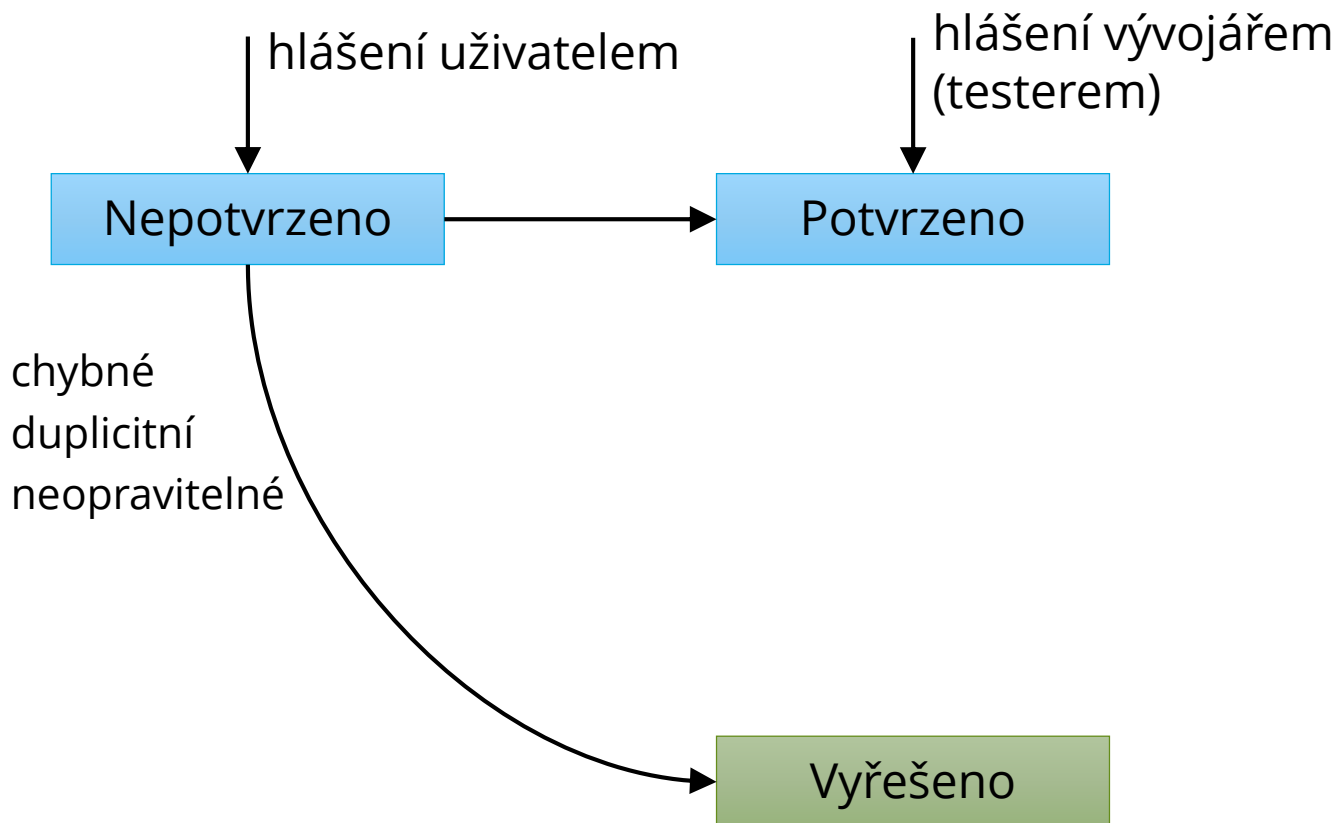 hlášení uživatelem
hlášení vývojářem
(testerem)
Nepotvrzeno
Potvrzeno
chybné
duplicitní
neopravitelné
Vyřešeno